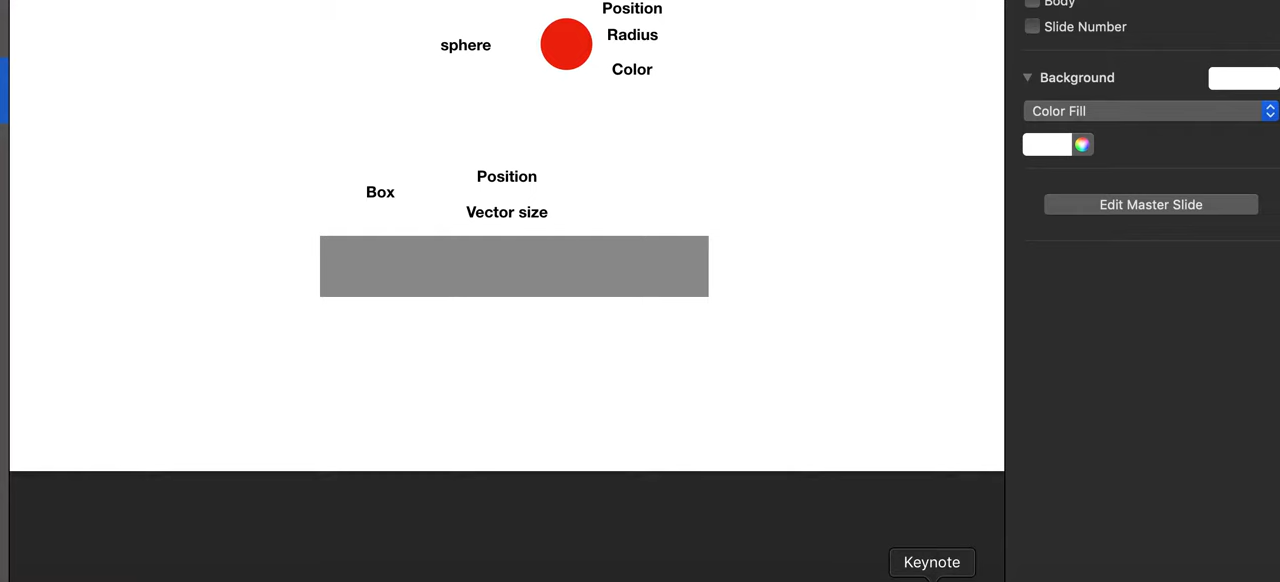 Position
sphere
Radius
Color
Box
Position
Vector size
Body
Slide Number
Background
Color Fill
Edit Master Slide
Keynote